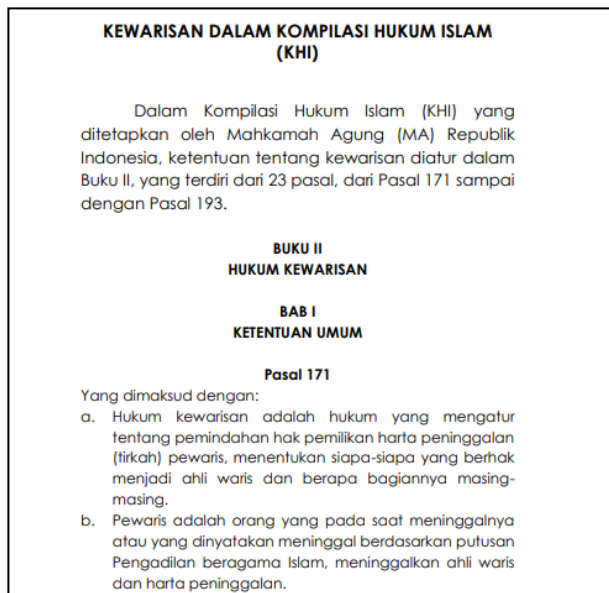 KEWARISAN DALAM KOMPILASI HUKUM ISLAM
(KHI)
Dalam Kompilasi Hukum Islam (KHI) yang
ditetapkan oleh Mahkamah Agung (MA) Republik
Indonesia, ketentuan tentang kewarisan diatur dalam
Buku II, yang terdiri dari 23 pasal, dari Pasal 171 sampai
dengan Pasal 193.
BUKU II
HUKUM KEWARISAN
BAB I
KETENTUAN UMUM
Pasal 171
Yang dimaksud dengan:
a. Hukum kewarisan adalah hukum yang mengatur
tentang pemindahan hak pemilikan harta peninggalan
(tirkah) pewaris, menentukan siapa-siapa yang berhak
menjadi ahli waris dan berapa bagiannya masing-
masing.
b. Pewaris adalah orang yang pada saat meninggalnya
atau yang dinyatakan meninggal berdasarkan putusan
Pengadilan beragama Islam, meninggalkan ahli waris
dan harta peninggalan.